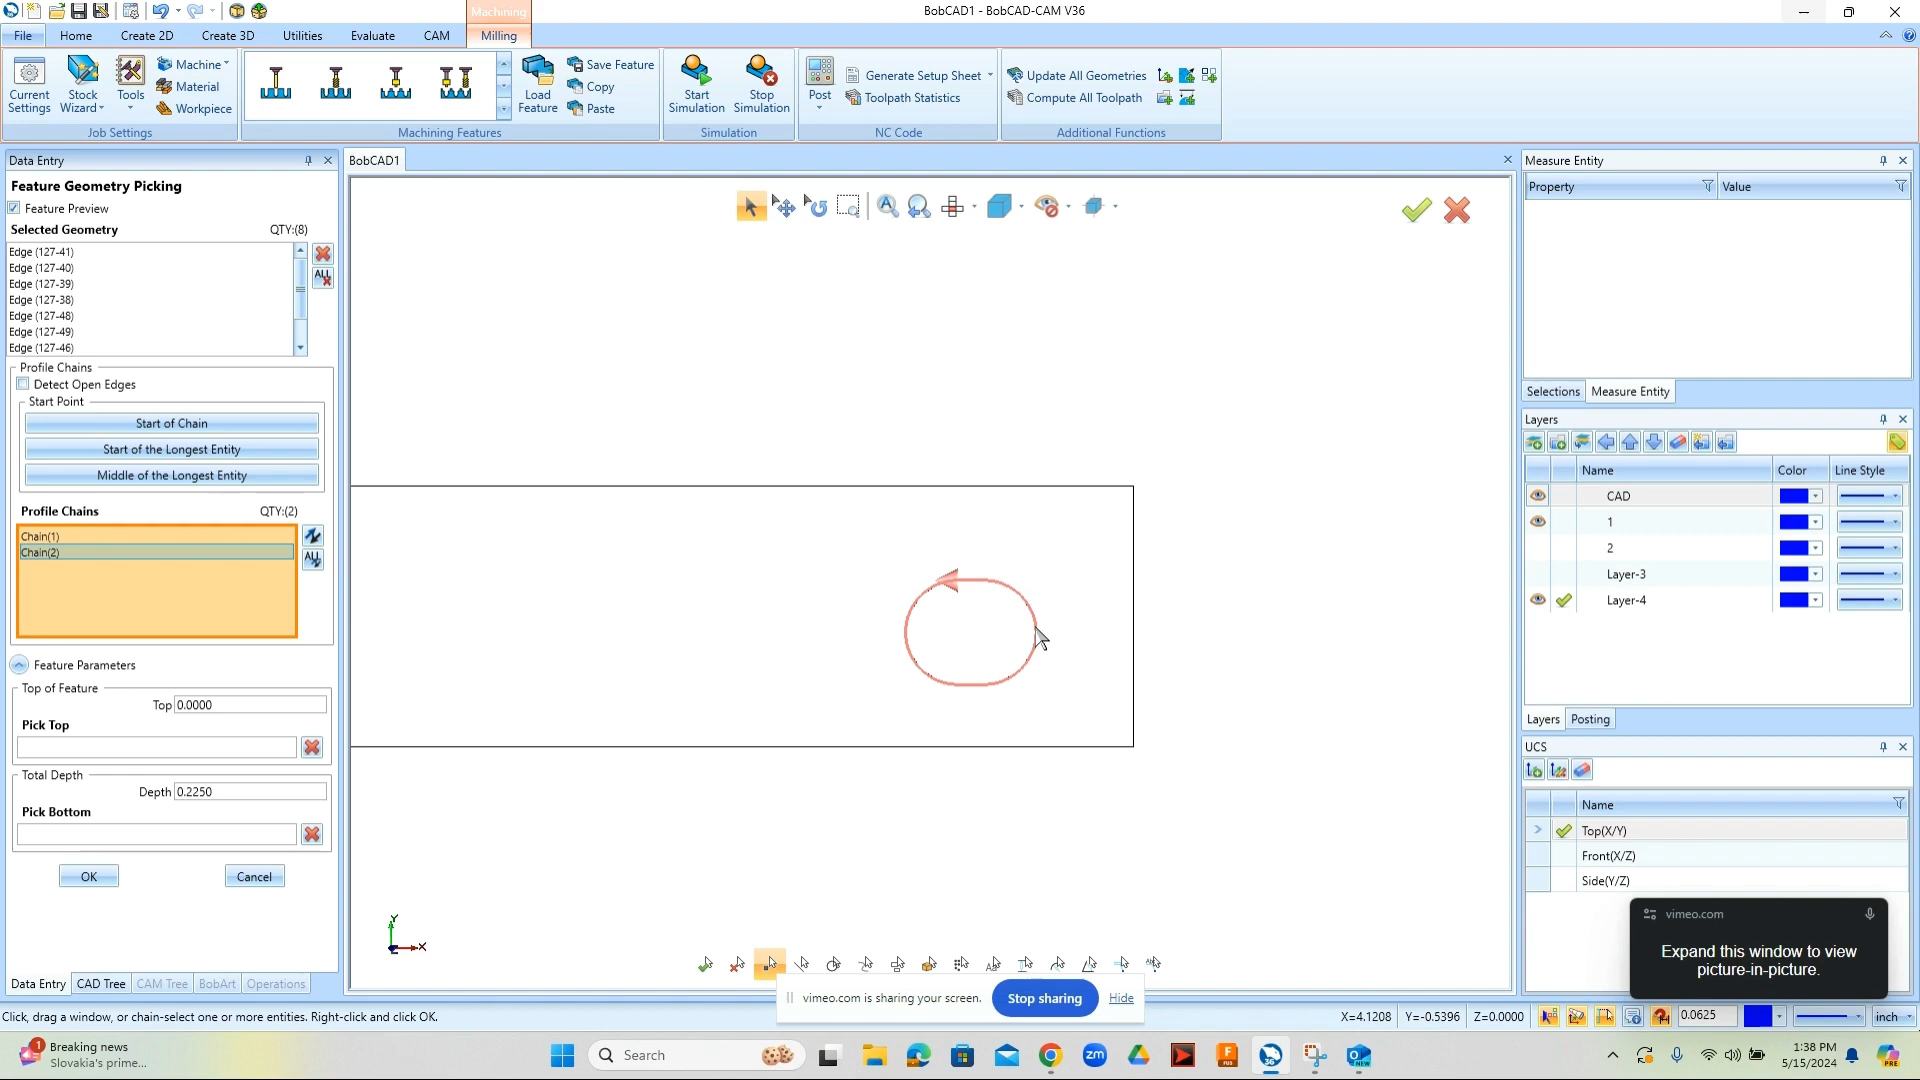 Machining
BobCAD1 - BobCAD-CAM V36
File Home Create 2D Create 3D Utilities Evaluate CAM Milling
Current Settings
Stock Wizard
Tools
Machine
Material
Workpiece
Job Settings
Load Feature
Save Feature
Copy
Paste
Machining Features
Start Simulation
Stop Simulation
Simulation
Post
Generate Setup Sheet
Toolpath Statistics
NC Code
Update All Geometries
Compute All Toolpath
Additional Functions
Data Entry
BobCAD1
Feature Geometry Picking
Feature Preview
Selected Geometry QTY:(8)
Edge (127-41)
Edge (127-40)
Edge (127-39)
Edge (127-38)
Edge (127-48)
Edge (127-49)
Edge (127-46)
ALL
Profile Chains
Detect Open Edges
Start Point
Start of Chain
Start of the Longest Entity
Middle of the Longest Entity
Profile Chains QTY:(2)
Chain(1)
Chain(2)
Feature Parameters
Top of Feature
Top 0.0000
Pick Top
Total Depth
Depth 0.2250
Pick Bottom
OK Cancel
Data Entry CAD Tree CAM Tree BobArt Operations
Y
X
Measure Entity
Property Value
Selections Measure Entity
Layers
Name Color Line Style
CAD
1
2
Layer-3
Layer-4
Layers Posting
UCS
Name
Top(X/Y)
Front(X/Z)
Side(Y/Z)
vimeo.com
Expand this window to view
picture-in-picture.
vimeo.com is sharing your screen. Stop sharing Hide
Click, drag a window, or chain-select one or more entities. Right-click and click OK.
X=4.1208 Y=-0.5396 Z=0.0000 0.0625 inch
1
Breaking news
Slovakia's prime...
Search
zm
1:38 PM
5/15/2024